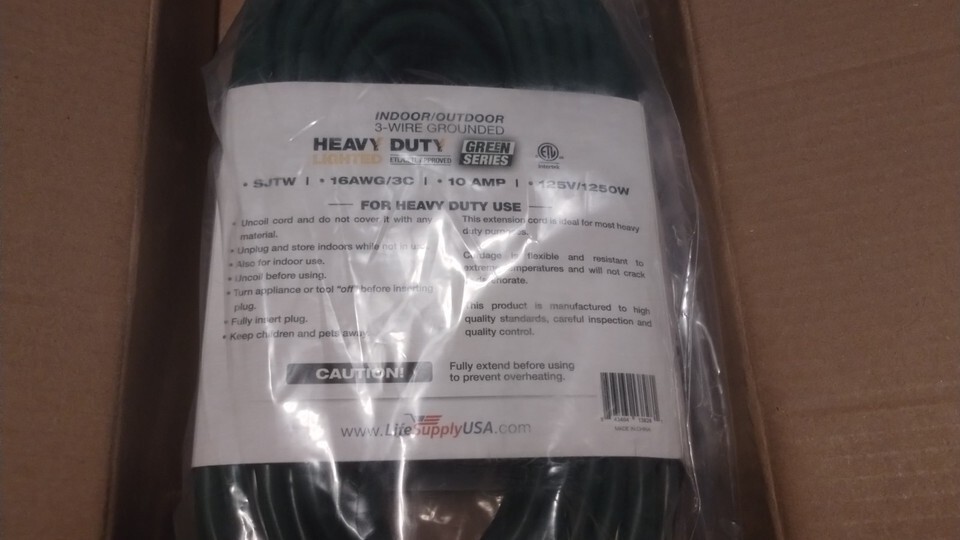 INDOOR/OUTDOOR
3-WIRE GROUNDED
HEAVY DUTY
LIGHTED
GREEN
SERIES
ETL
• SJTW | • 16AWG/3C | • 10 AMP | • 125V/1250W
FOR HEAVY DUTY USE
• Uncoil cord and do not cover it with any
material.
• Unplug and store indoors while not in use.
• Also for indoor use.
• Uncoil before using.
• Turn appliance or tool "off" before inserting
plug.
• Fully insert plug.
• Keep children and pets away.
This extension cord is ideal for most heavy
duty purposes.
Cordage is flexible and resistant to
extreme temperatures and will not crack
This product is manufactured to high
quality standards, careful inspection and
quality control.
CAUTION!
Fully extend before using
to prevent overheating.
www.LifeSupplyUSA.com
MADE IN CHINA